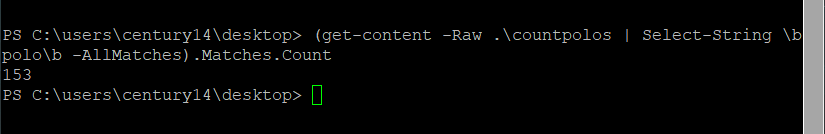 PS C:\users\century14\desktop> (get-content -Raw .\countpolos | Select-String \b
polo\b -AllMatches).Matches.Count
153
PS C:\users\century14\desktop>